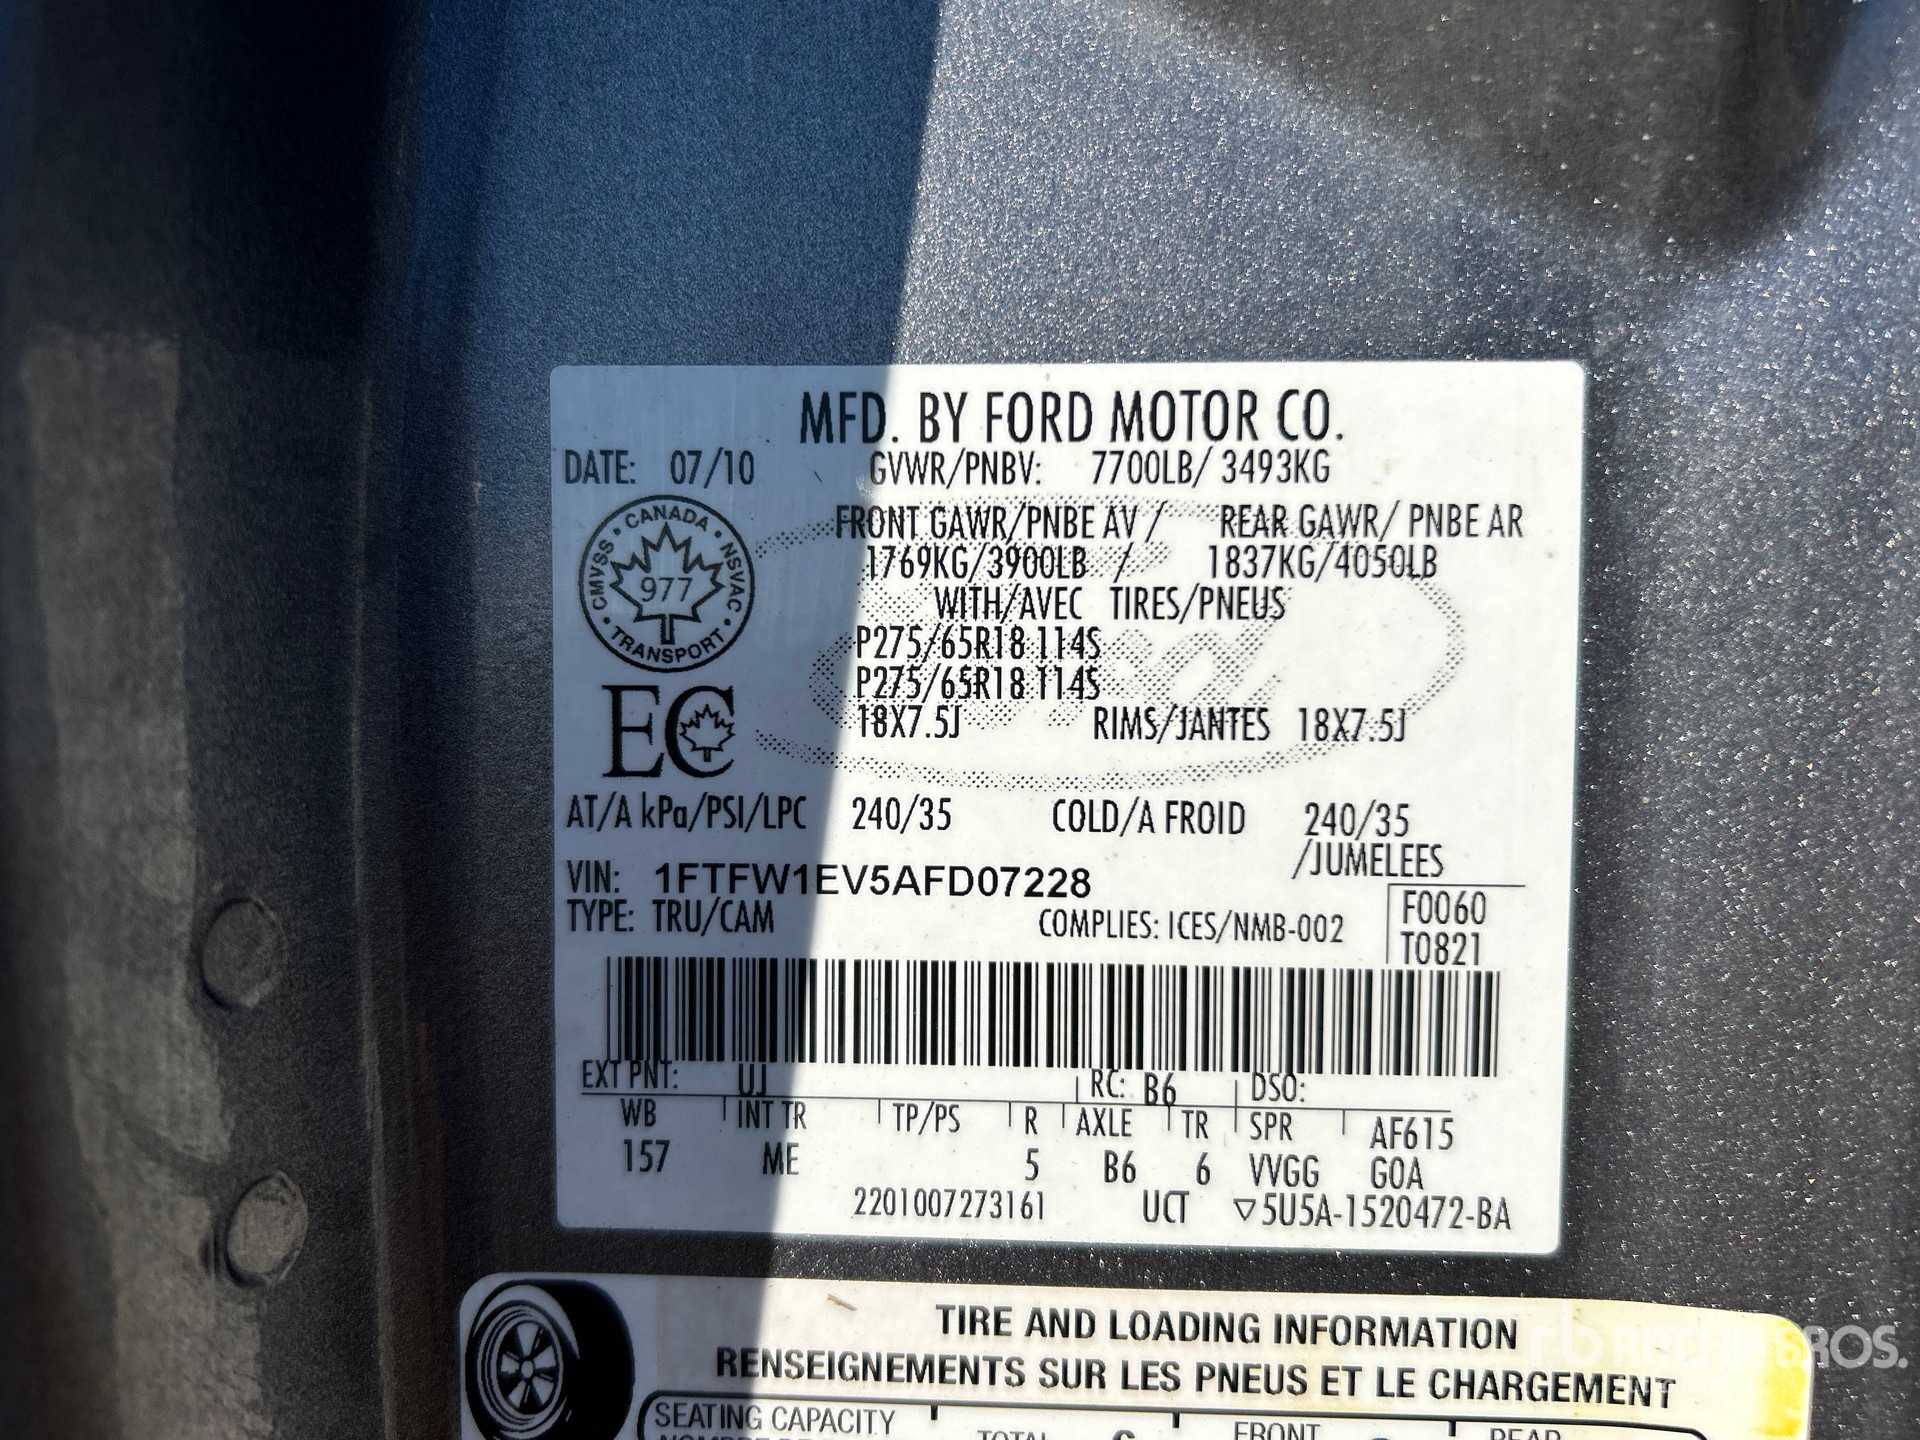 MFD. BY FORD MOTOR CO.
DATE: 07/10 GVWR/PNBV: 7700LB/ 3493KG
FRONT GAWR/PNBE AV / REAR GAWR/ PNBE AR
1769KG/3900LB / 1837KG/4050LB
WITH/AVEC TIRES/PNEUS
P275/65R18 114S
P275/65R18 114S
18X7.5J RIMS/JANTES 18X7.5J
CANADA
CMVSS · NSVAC
977
TRANSPORT
EC
AT/A kPa/PSI/LPC 240/35 COLD/A FROID 240/35
/JUMELEES
VIN: 1FTFW1EV5AFD07228
TYPE: TRU/CAM COMPLIES: ICES/NMB-002
F0060
T0821
EXT PNT: UJ RC: B6 DSO:
WB INT TR TP/PS R AXLE TR SPR AF615
157 ME 5 B6 6 VVGG GOA
2201007273161 UCT ▽5U5A-1520472-BA
TIRE AND LOADING INFORMATION
RENSEIGNEMENTS SUR LES PNEUS ET LE CHARGEMENT
SEATING CAPACITY
TOTAL FRONT REAR
rb RITCHIE BROS.